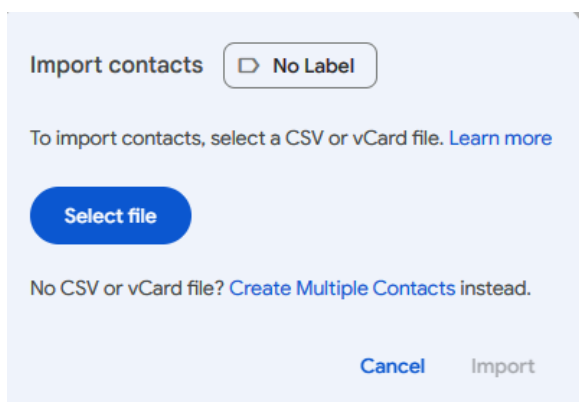 Import contacts No Label
To import contacts, select a CSV or vCard file. Learn more
Select file
No CSV or vCard file? Create Multiple Contacts instead.
Cancel Import